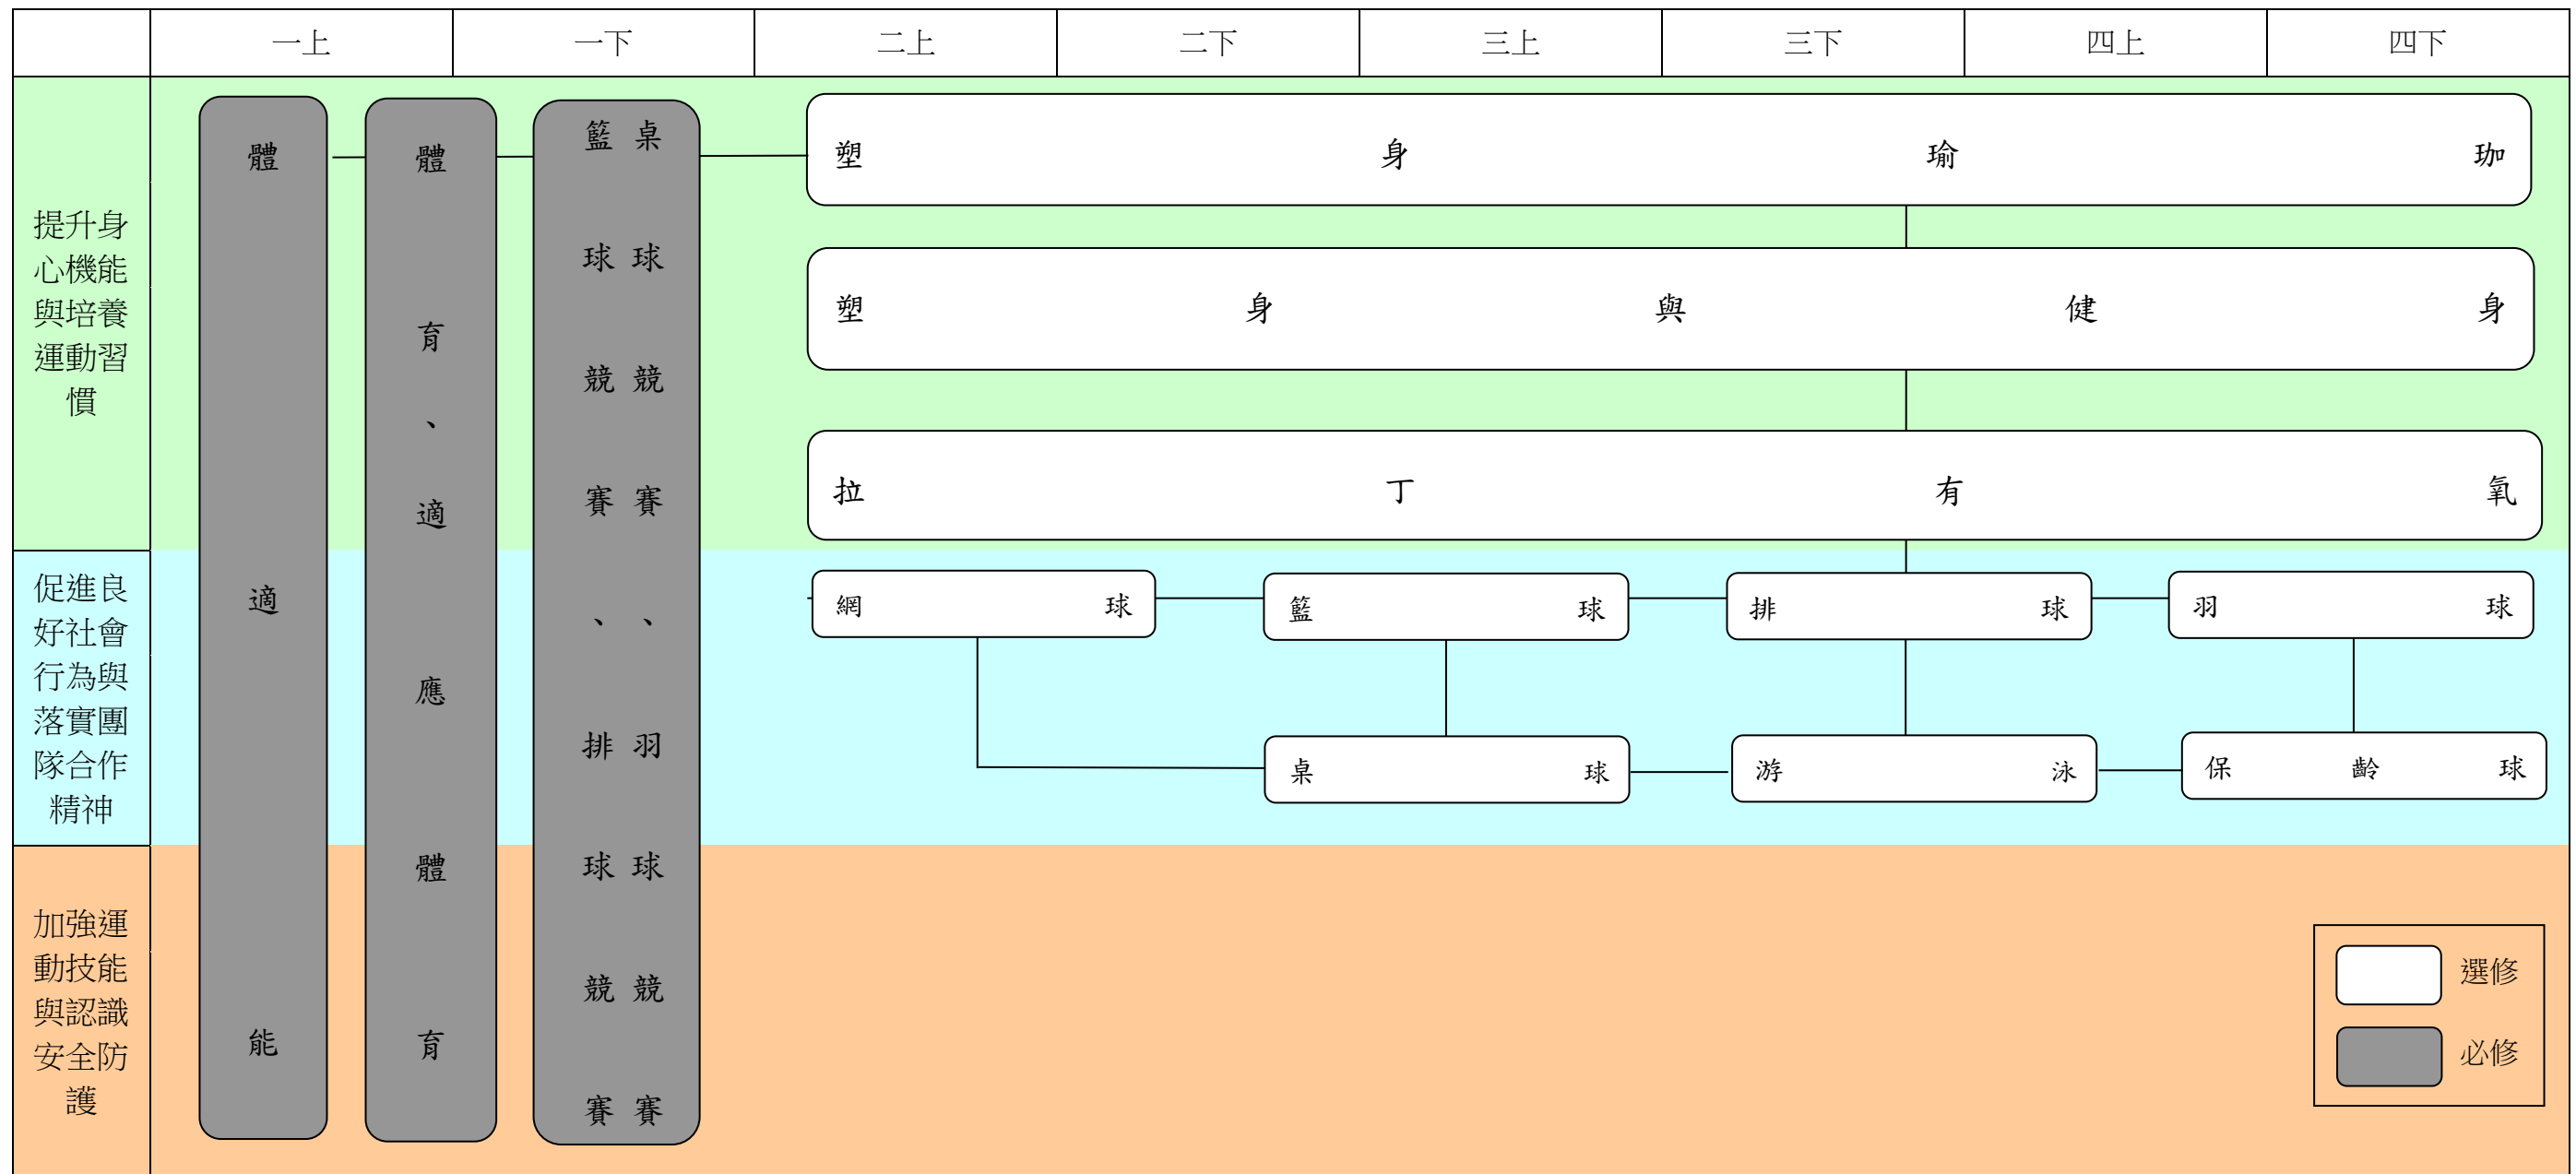 一上 一下 二上 二下 三上 三下 四上 四下
提升身
心機能
與培養
運動習
慣
體適能
體育、適應體育
桌球競賽、羽球競賽
籃球競賽、排球競賽
塑身瑜珈
塑身與健身
拉丁有氧
促進良
好社會
行為與
落實團
隊合作
精神
網球 籃球 排球 羽球
桌球 游泳 保齡球
加強運
動技能
與認識
安全防
護
選修
必修